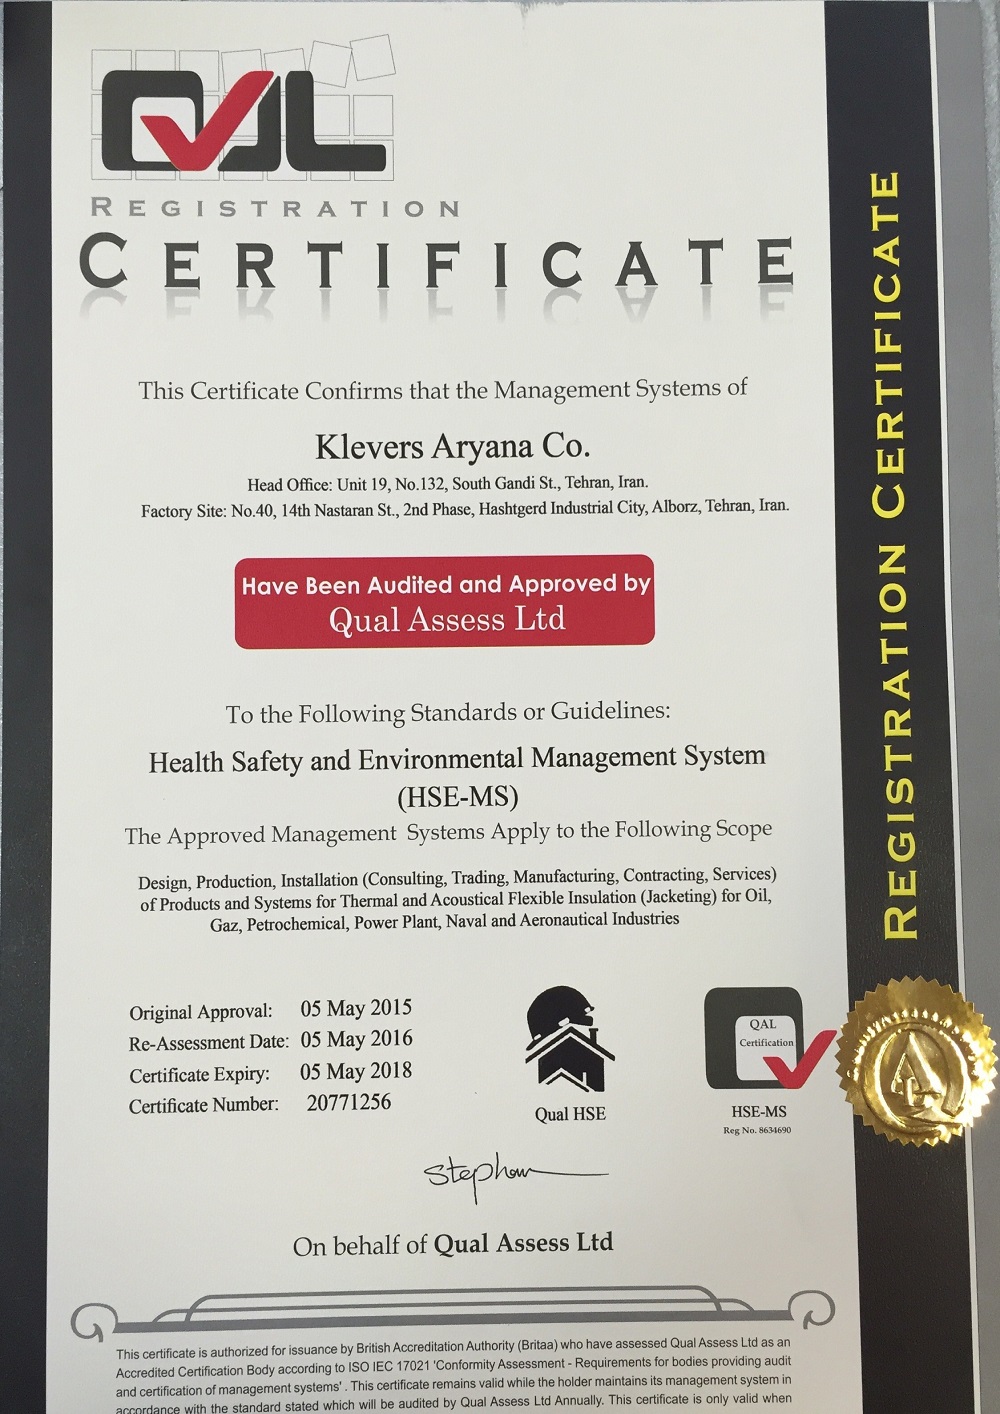 QAL
REGISTRATION
CERTIFICATE
This Certificate Confirms that the Management Systems of
Klevers Aryana Co.
Head Office: Unit 19, No.132, South Gandi St., Tehran, Iran.
Factory Site: No.40, 14th Nastaran St., 2nd Phase, Hashtgerd Industrial City, Alborz, Tehran, Iran.
Have Been Audited and Approved by
Qual Assess Ltd
To the Following Standards or Guidelines:
Health Safety and Environmental Management System
(HSE-MS)
The Approved Management Systems Apply to the Following Scope
Design, Production, Installation (Consulting, Trading, Manufacturing, Contracting, Services)
of Products and Systems for Thermal and Acoustical Flexible Insulation (Jacketing) for Oil,
Gaz, Petrochemical, Power Plant, Naval and Aeronautical Industries
Original Approval: 05 May 2015
Re-Assessment Date: 05 May 2016
Certificate Expiry: 05 May 2018
Certificate Number: 20771256
Qual HSE
QAL
Certification
HSE-MS
Reg No. 8634690
Stephen
On behalf of Qual Assess Ltd
This certificate is authorized for issuance by British Accreditation Authority (Britaa) who have assessed Qual Assess Ltd as an
Accredited Certification Body according to ISO IEC 17021 'Conformity Assessment - Requirements for bodies providing audit
and certification of management systems' . This certificate remains valid while the holder maintains its management system in
accordance with the standard stated which will be audited by Qual Assess Ltd Annually. This certificate is only valid when
REGISTRATION CERTIFICATE